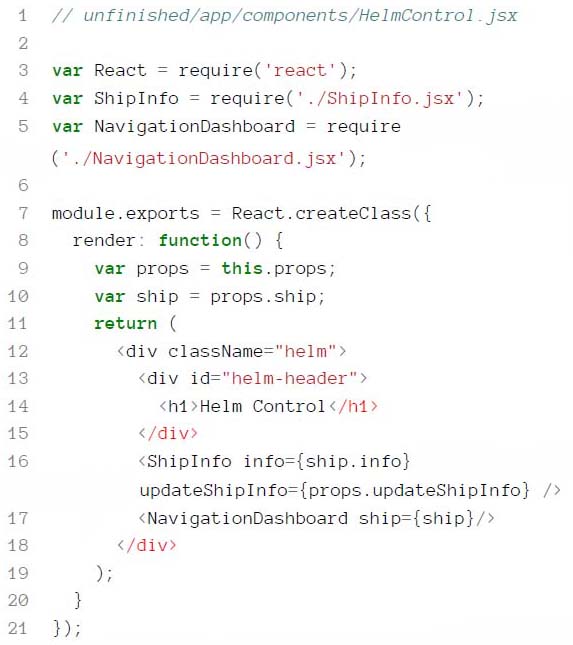 1 // unfinished/app/components/HelmControl.jsx
2
3 var React = require('react');
4 var ShipInfo = require('./ShipInfo.jsx');
5 var NavigationDashboard = require
('./NavigationDashboard.jsx');
6
7 module.exports = React.createClass({
8   render: function() {
9     var props = this.props;
10     var ship = props.ship;
11     return (
12       <div className="helm">
13         <div id="helm-header">
14           <h1>Helm Control</h1>
15         </div>
16         <ShipInfo info={ship.info}
updateShipInfo={props.updateShipInfo} />
17         <NavigationDashboard ship={ship}/>
18       </div>
19     );
20   }
21 });